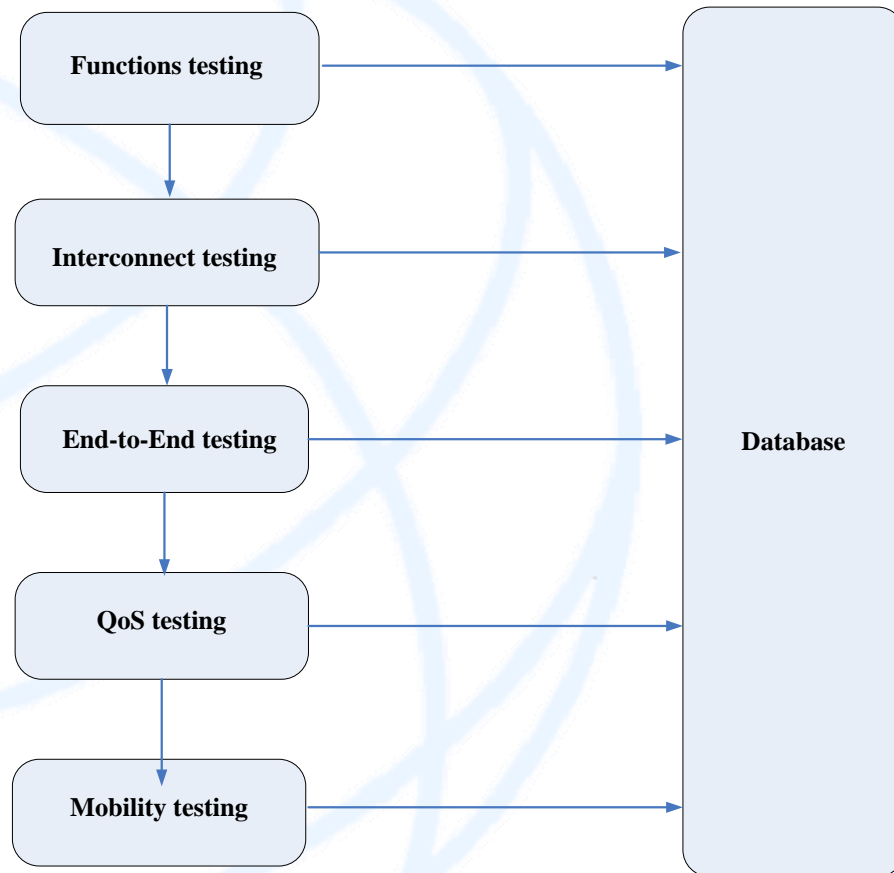 Functions testing
Interconnect testing
End-to-End testing
Database
QoS testing
Mobility testing